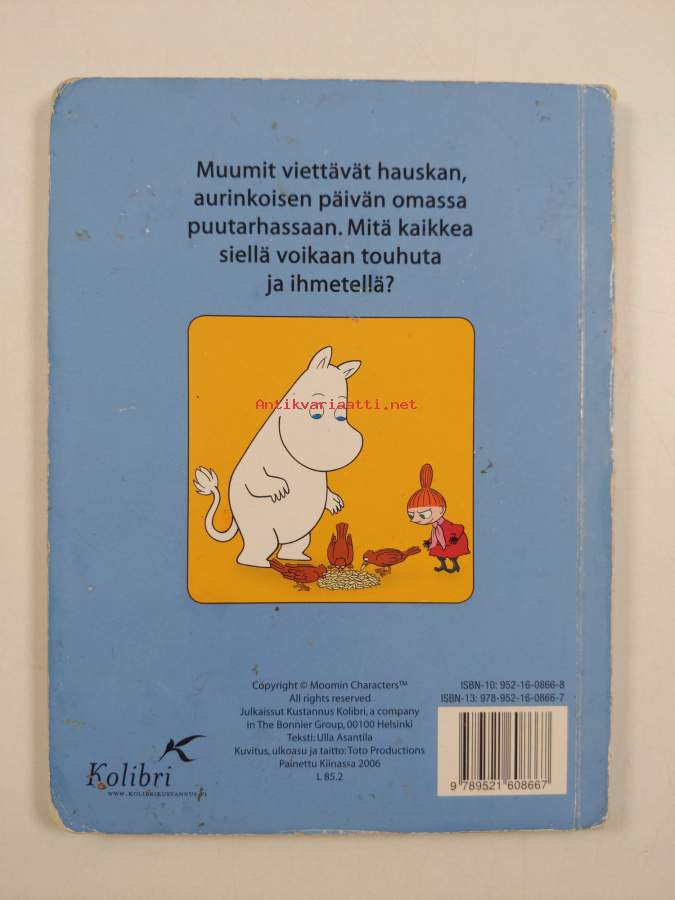 Muumit viettävät hauskan,
aurinkoisen päivän omassa
puutarhassaan. Mitä kaikkea
siellä voikaan touhuta
ja ihmetellä?
Antikvariaatti.net
Copyright © Moomin Characters™
All rights reserved
Julkaissut Kustannus Kolibri, a company
in The Bonnier Group, 00100 Helsinki
Teksti: Ulla Asantila
Kuvitus, ulkoasu ja taitto: Toto Productions
Painettu Kiinassa 2006
L 85.2
Kolibri
WWW.KOLIBRIKUSTANNUS.FI
ISBN-10: 952-16-0866-8
ISBN-13: 978-952-16-0866-7
9 789521 608667